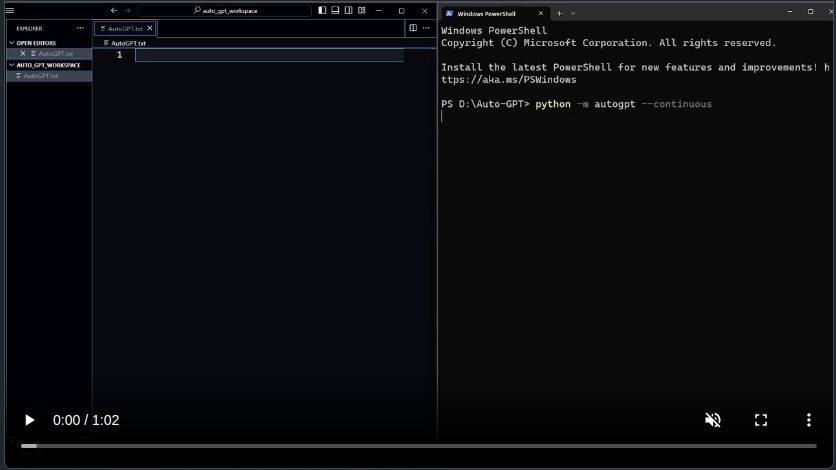 auto_gpt_workspace
EXPLORER
AutoGPT.txt
OPEN EDITORS
AutoGPT.txt
AutoGPT.txt
AUTO_GPT_WORKSPACE
AutoGPT.txt
1
Windows PowerShell
Windows PowerShell
Copyright (C) Microsoft Corporation. All rights reserved.
Install the latest PowerShell for new features and improvements! h
ttps://aka.ms/PSWindows
PS D:\Auto-GPT> python -m autogpt --continuous
0:00 / 1:02